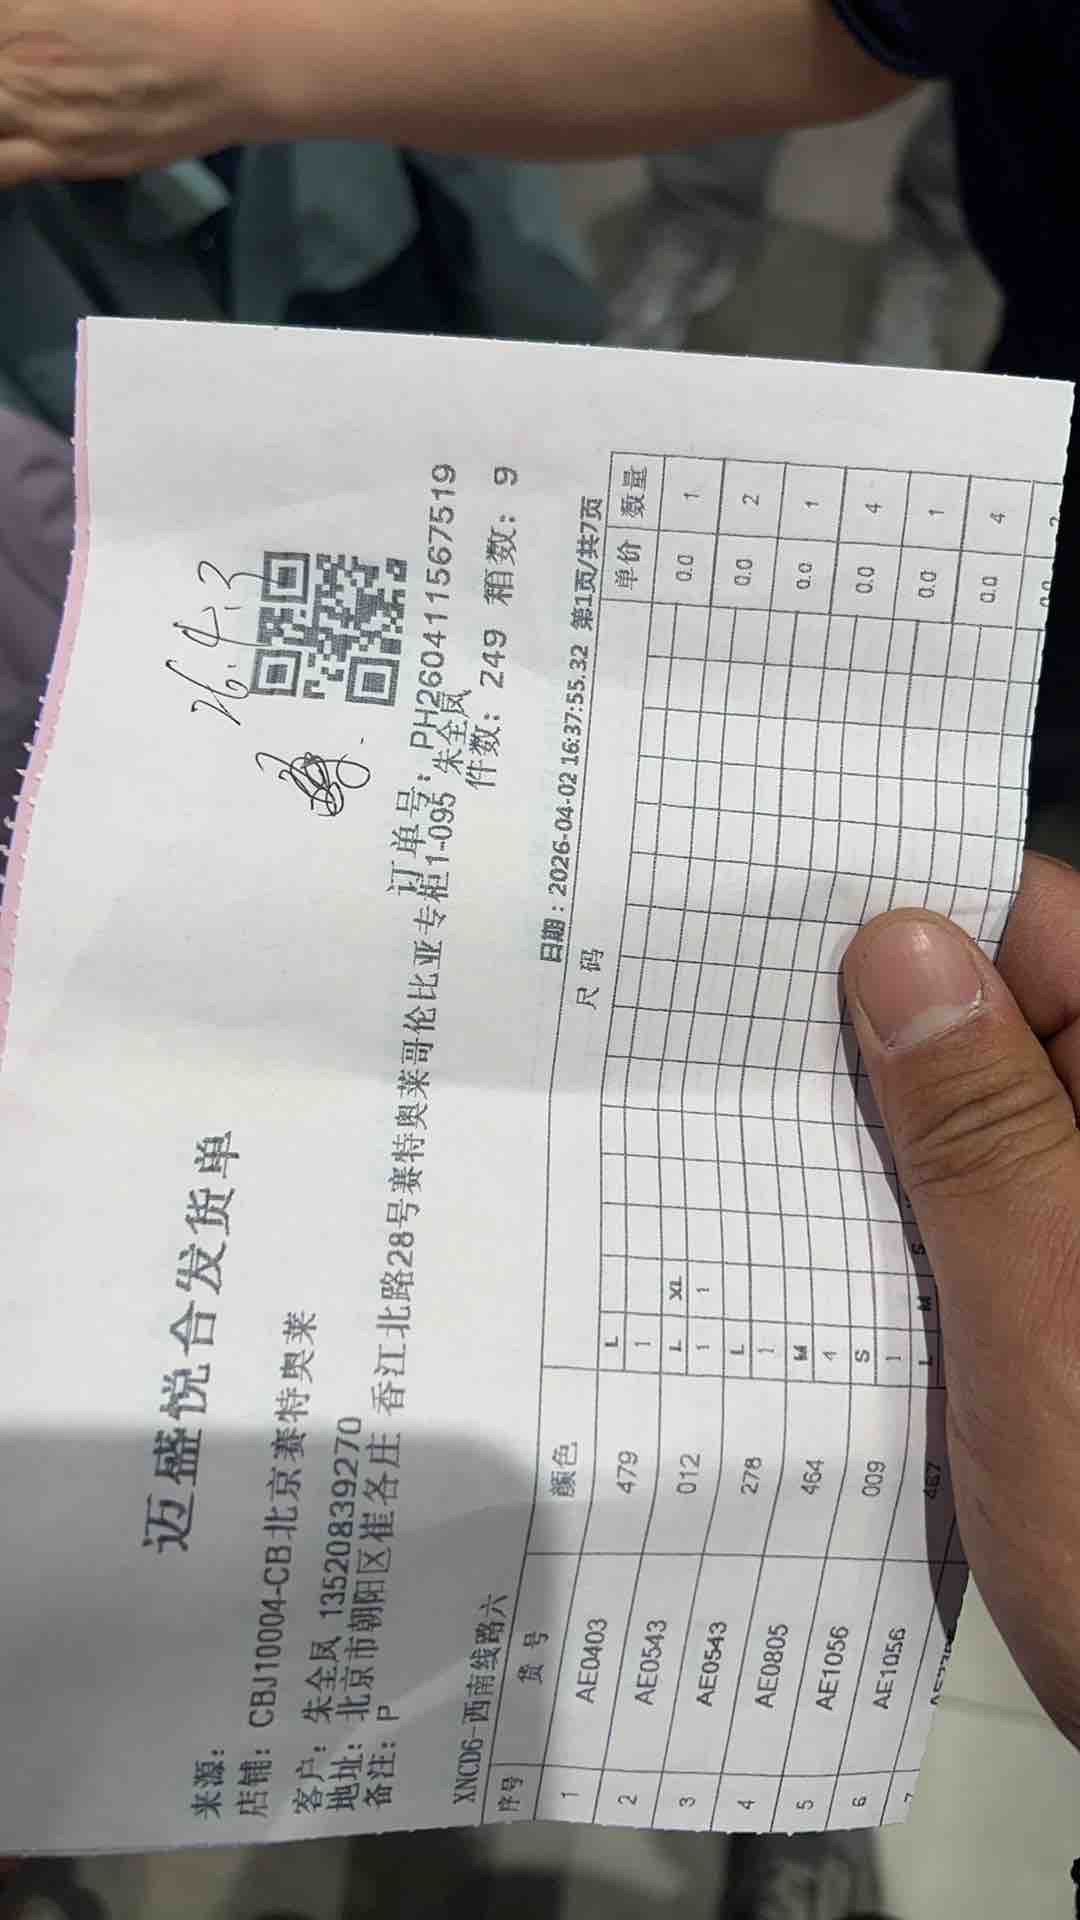 迈盛悦合发货单
26.4.3
来源:
店铺: CBJ10004-CB北京赛特奥莱
订单号: PH26041156​7519
客户: 朱全凤 13520839270
地址: 北京市朝阳区崔各庄 香江北路28号赛特奥莱哥伦比亚专柜1-095 朱全凤
备注: P
件数: 249 箱数: 9
XNCD6-西南线路六
日期: 2026-04-02 16:37:55.32 第1页/共7页
序号 货号 颜色 尺码 单价 数量
L
1 AE0403 479 1 0.0 1
L XL
2 AE0543 012 1 1 0.0 2
L
3 AE0543 278 1 0.0 1
M
4 AE0805 464 4 0.0 4
S
5 AE1056 009 1 0.0 1
L M S
6 AE1056 467 0.0 4
7